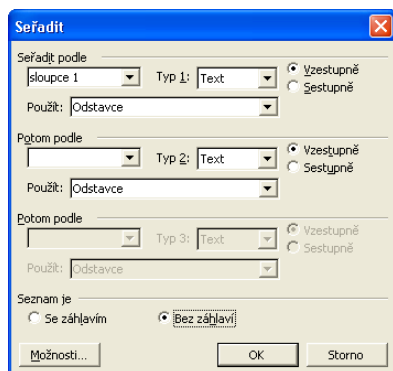 Seřadit
Seřadit podle
sloupce 1 Typ 1: Text Vzestupně
Sestupně
Použít: Odstavce
Potom podle
Typ 2: Text Vzestupně
Sestupně
Použít: Odstavce
Potom podle
Typ 3: Text Vzestupně
Sestupně
Použít: Odstavce
Seznam je
Se záhlavím Bez záhlaví
Možnosti... OK Storno